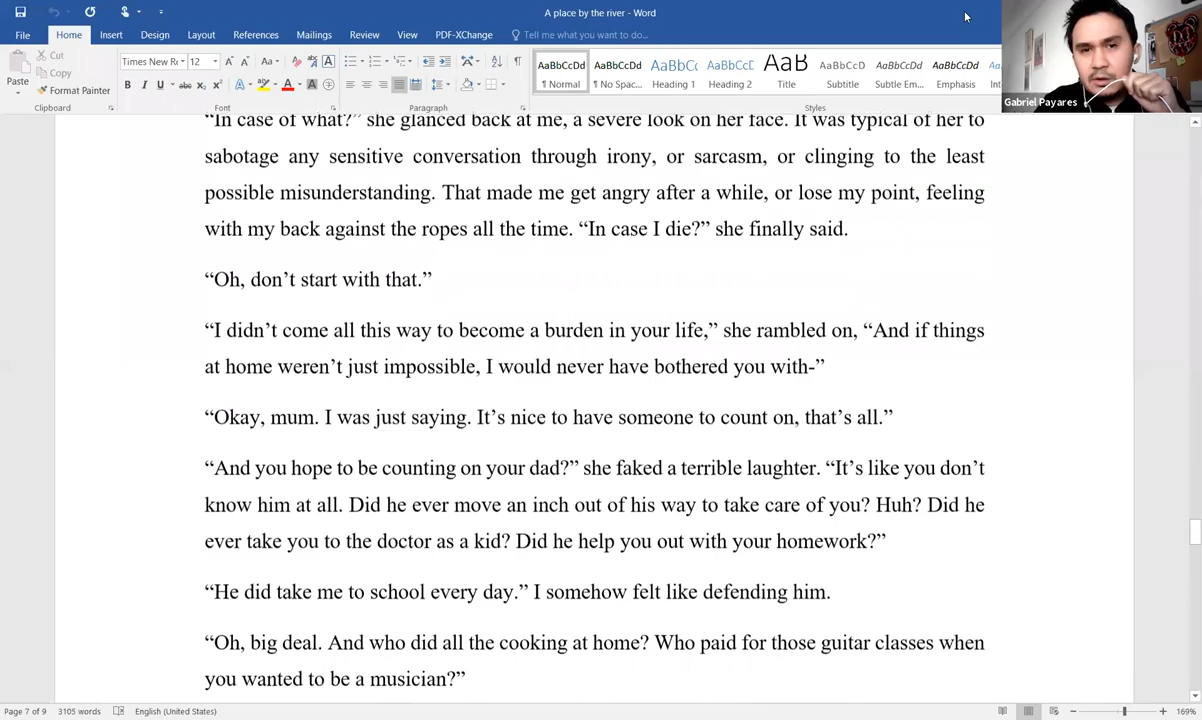 A place by the river - Word
File Home Insert Design Layout References Mailings Review View PDF-XChange Tell me what you want to do...
Gabriel Payares
Paste
Cut
Copy
Format Painter
Clipboard
Times New Ro 12
Font
Paragraph
AaBbCcDd AaBbCcDd AaBbCc AaBbCcD AaB AaBbCcD AaBbCcDd AaBbCcDd
¶ Normal ¶ No Spac... Heading 1 Heading 2 Title Subtitle Subtle Em... Emphasis
Styles
“In case of what?” she glanced back at me, a severe look on her face. It was typical of her to
sabotage any sensitive conversation through irony, or sarcasm, or clinging to the least
possible misunderstanding. That made me get angry after a while, or lose my point, feeling
with my back against the ropes all the time. “In case I die?” she finally said.
“Oh, don’t start with that.”
“I didn’t come all this way to become a burden in your life,” she rambled on, “And if things
at home weren’t just impossible, I would never have bothered you with-”
“Okay, mum. I was just saying. It’s nice to have someone to count on, that’s all.”
“And you hope to be counting on your dad?” she faked a terrible laughter. “It’s like you don’t
know him at all. Did he ever move an inch out of his way to take care of you? Huh? Did he
ever take you to the doctor as a kid? Did he help you out with your homework?”
“He did take me to school every day.” I somehow felt like defending him.
“Oh, big deal. And who did all the cooking at home? Who paid for those guitar classes when
you wanted to be a musician?”
Page 7 of 9 3105 words English (United States) 169%